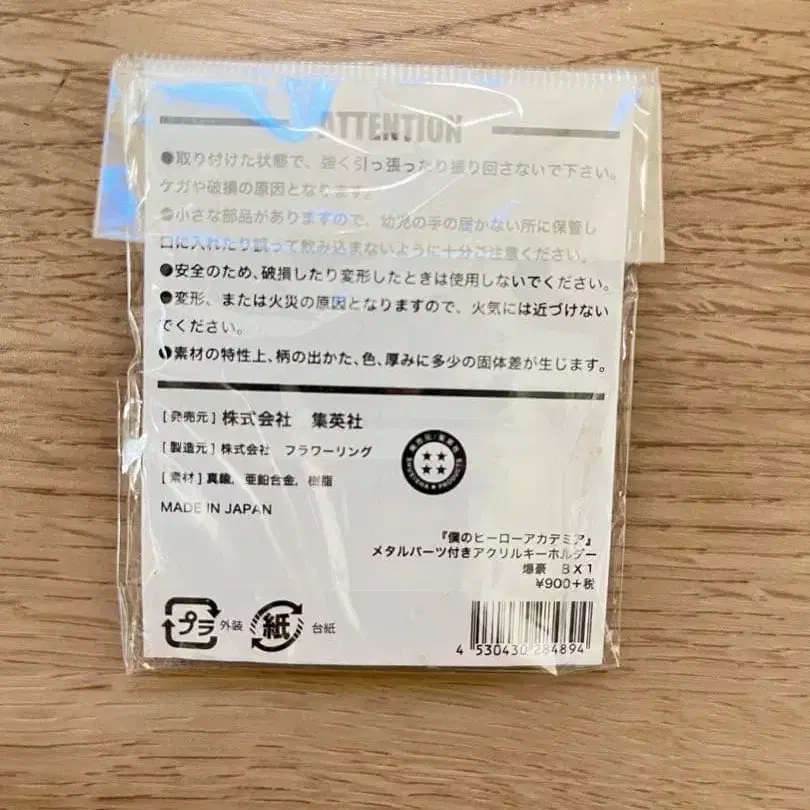 ATTENTION
●取り付けた状態で、強く引っ張ったり振り回さないで下さい。
ケガや破損の原因となります。
●小さな部品がありますので、幼児の手の届かない所に保管し
口に入れたり誤って飲み込まないように十分ご注意ください。
●安全のため、破損したり変形したときは使用しないでください。
●変形、または火災の原因となりますので、火気には近づけない
でください。
●素材の特性上、柄の出かた、色、厚みに多少の固体差が生じます。
[発売元] 株式会社 集英社
[製造元] 株式会社 フラワーリング
[素材] 真鍮, 亜鉛合金, 樹脂
MADE IN JAPAN
『僕のヒーローアカデミア』
メタルパーツ付きアクリルキーホルダー
爆豪 BX1
¥900+税
プラ 外装 紙 台紙
4 530430 284894